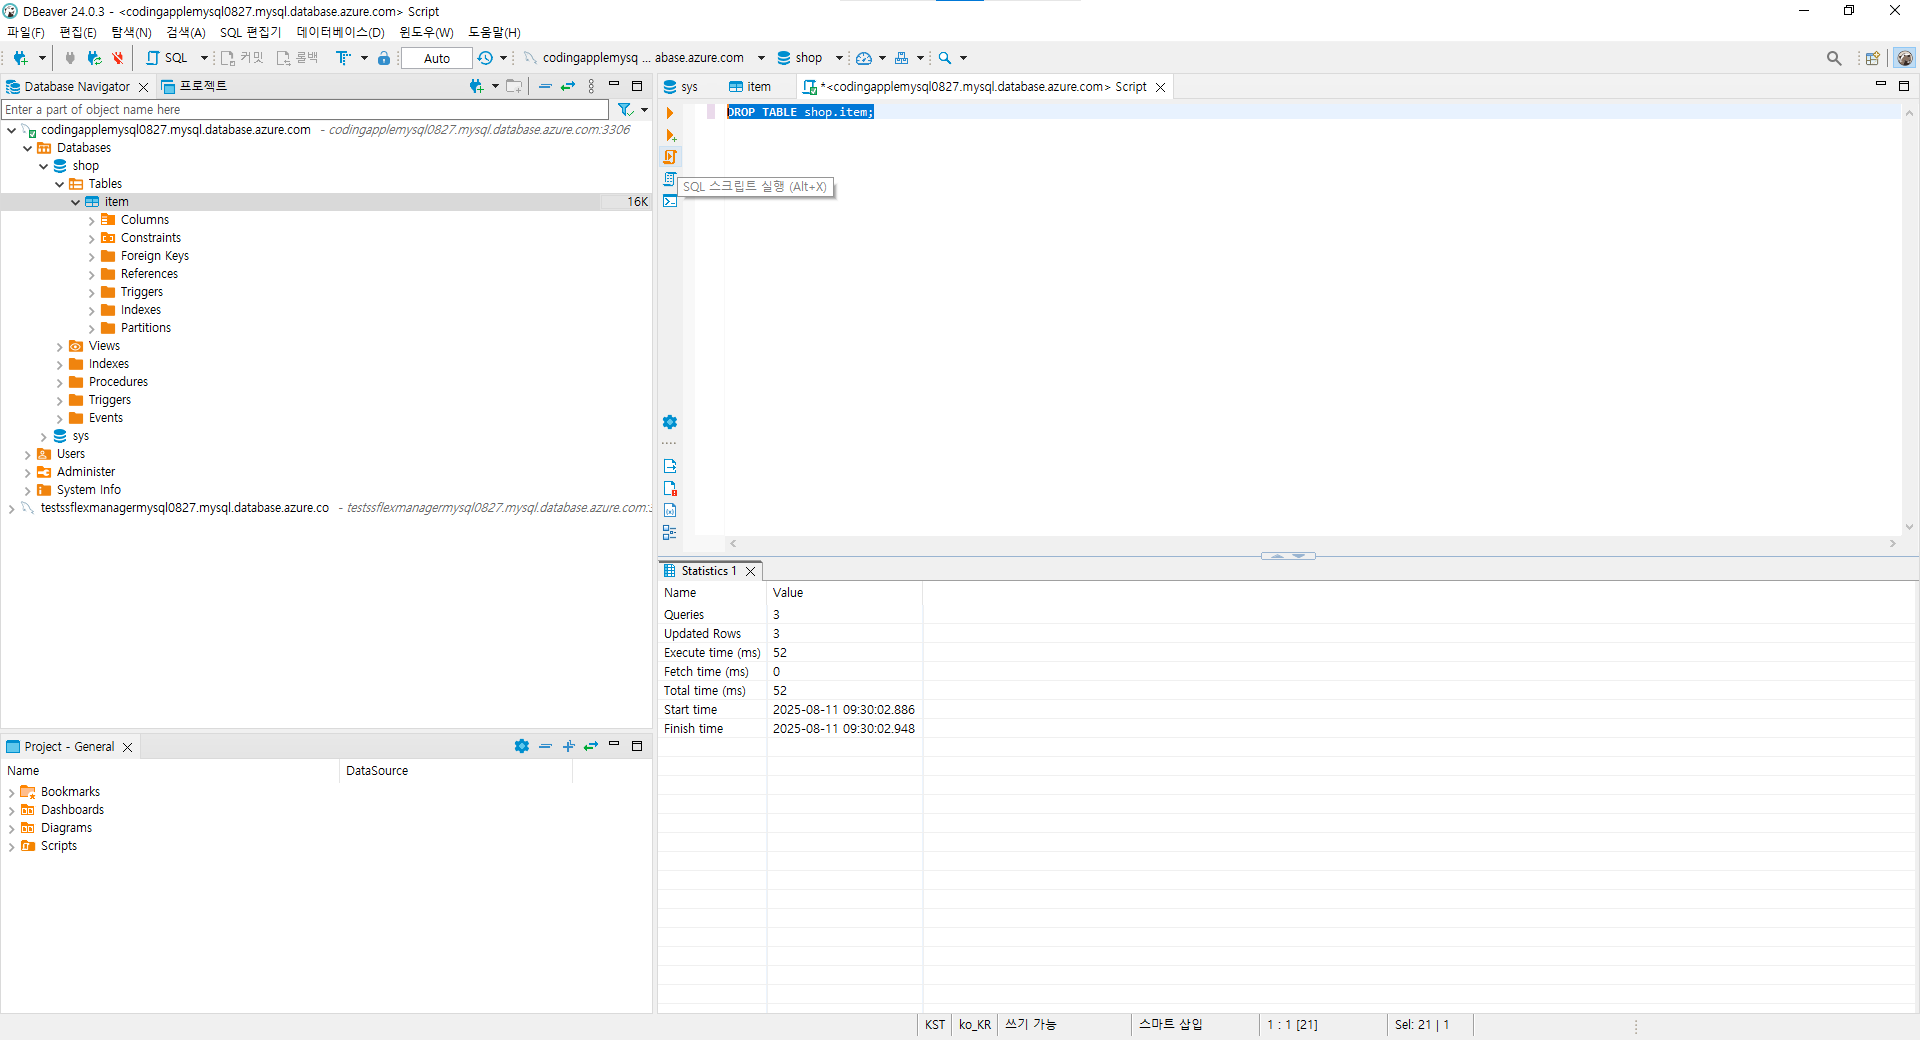 DBeaver 24.0.3 - <codingapplemysql0827.mysql.database.azure.com> Script
파일(F) 편집(E) 탐색(N) 검색(A) SQL 편집기 데이터베이스(D) 윈도우(W) 도움말(H)
SQL 커밋 롤백 Auto codingapplemysq ... abase.azure.com shop
Database Navigator 프로젝트
Enter a part of object name here
codingapplemysql0827.mysql.database.azure.com - codingapplemysql0827.mysql.database.azure.com:3306
Databases
shop
Tables
item 16K
Columns
Constraints
Foreign Keys
References
Triggers
Indexes
Partitions
Views
Indexes
Procedures
Triggers
Events
sys
Users
Administer
System Info
testssflexmanagermysql0827.mysql.database.azure.co - testssflexmanagermysql0827.mysql.database.azure.com:3
Project - General
Name DataSource
Bookmarks
Dashboards
Diagrams
Scripts
sys item *<codingapplemysql0827.mysql.database.azure.com> Script
DROP TABLE shop.item;
SQL 스크립트 실행 (Alt+X)
Statistics 1
Name Value
Queries 3
Updated Rows 3
Execute time (ms) 52
Fetch time (ms) 0
Total time (ms) 52
Start time 2025-08-11 09:30:02.886
Finish time 2025-08-11 09:30:02.948
KST ko_KR 쓰기 가능 스마트 삽입 1 : 1 [21] Sel: 21 | 1